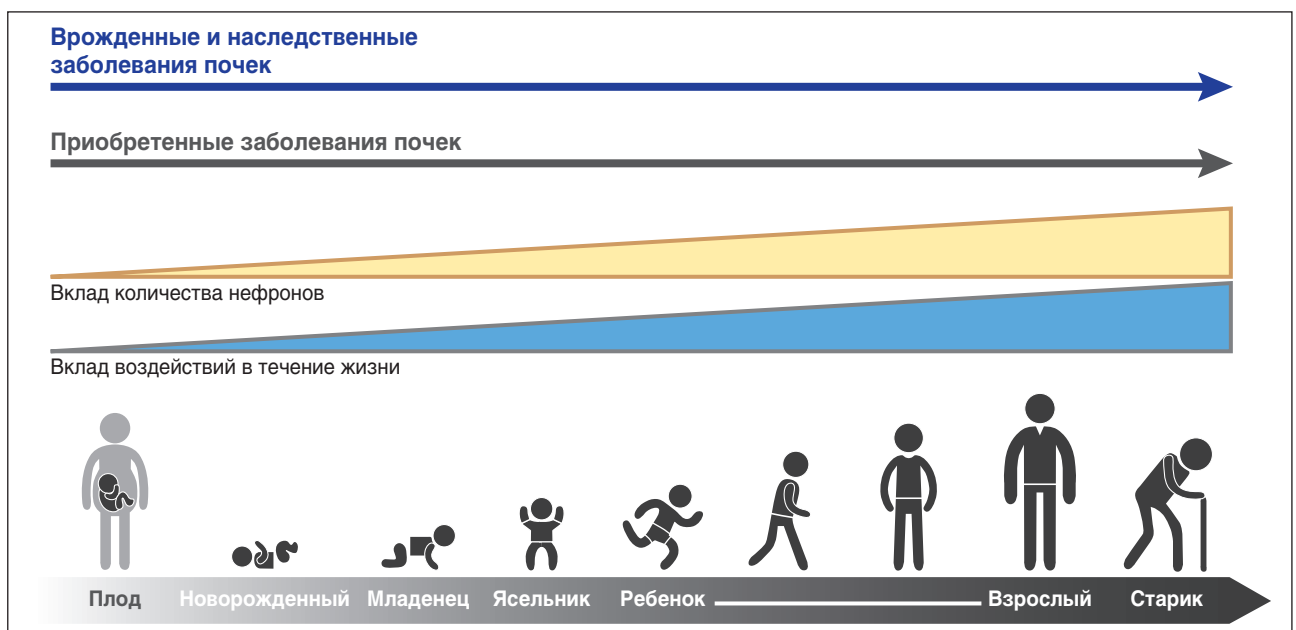 Врожденные и наследственные
заболевания почек
Приобретенные заболевания почек
Вклад количества нефронов
Вклад воздействий в течение жизни
Плод Новорожденный Младенец Ясельник Ребенок Взрослый Старик